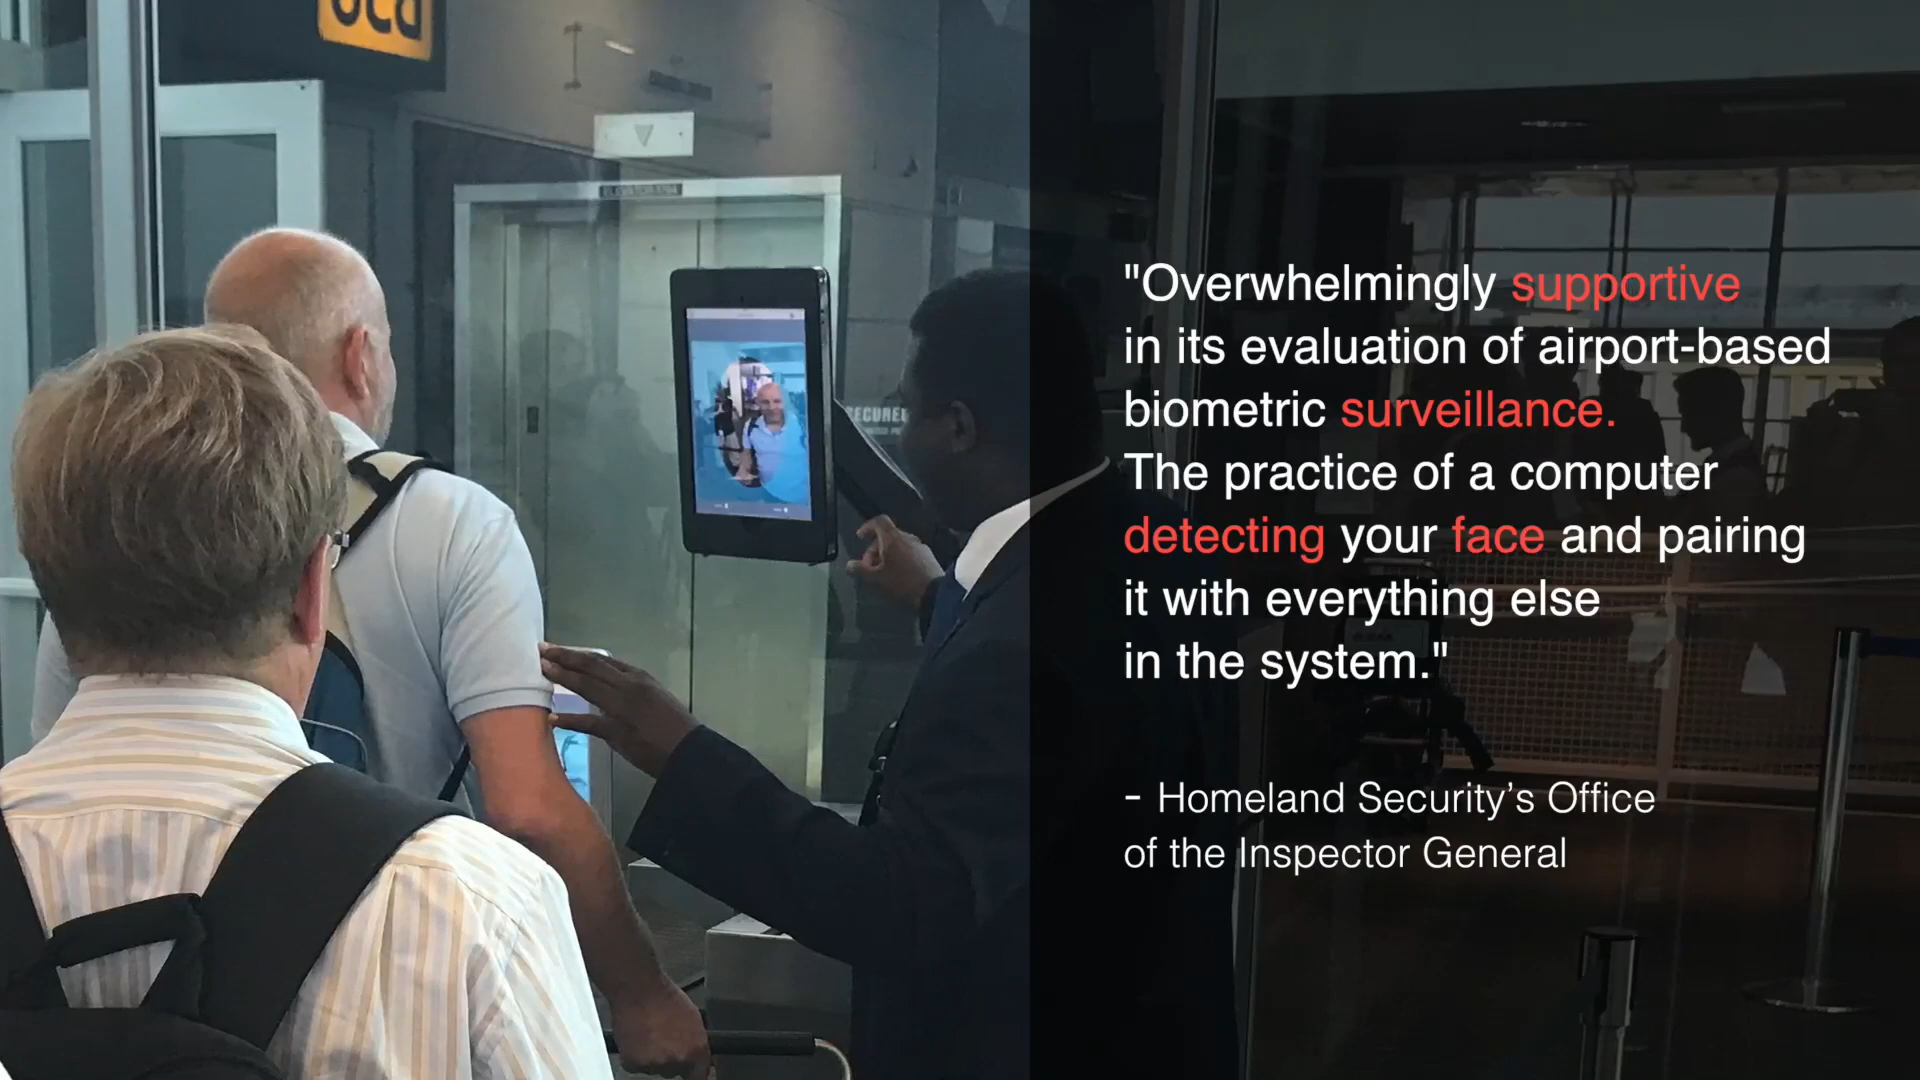 "Overwhelmingly supportive
in its evaluation of airport-based
biometric surveillance.
The practice of a computer
detecting your face and pairing
it with everything else
in the system."
- Homeland Security’s Office
of the Inspector General